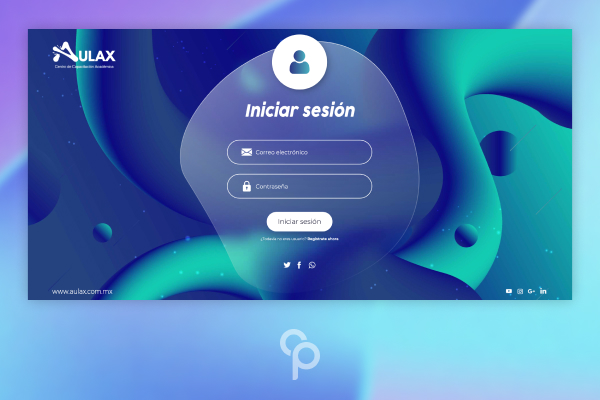 AULAX
Centro de Capacitación Académica
Iniciar sesión
Correo electrónico
Contraseña
Iniciar sesión
¿Todavía no eres usuario? Regístrate ahora
www.aulax.com.mx